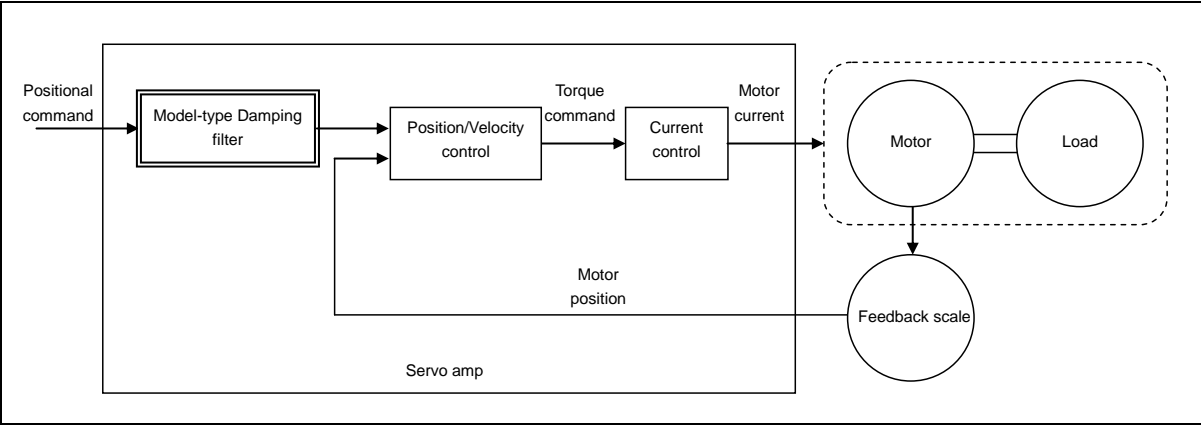 Positional
command
Model-type Damping
filter
Position/Velocity
control
Torque
command
Current
control
Motor
current
Motor
Load
Motor
position
Feedback scale
Servo amp